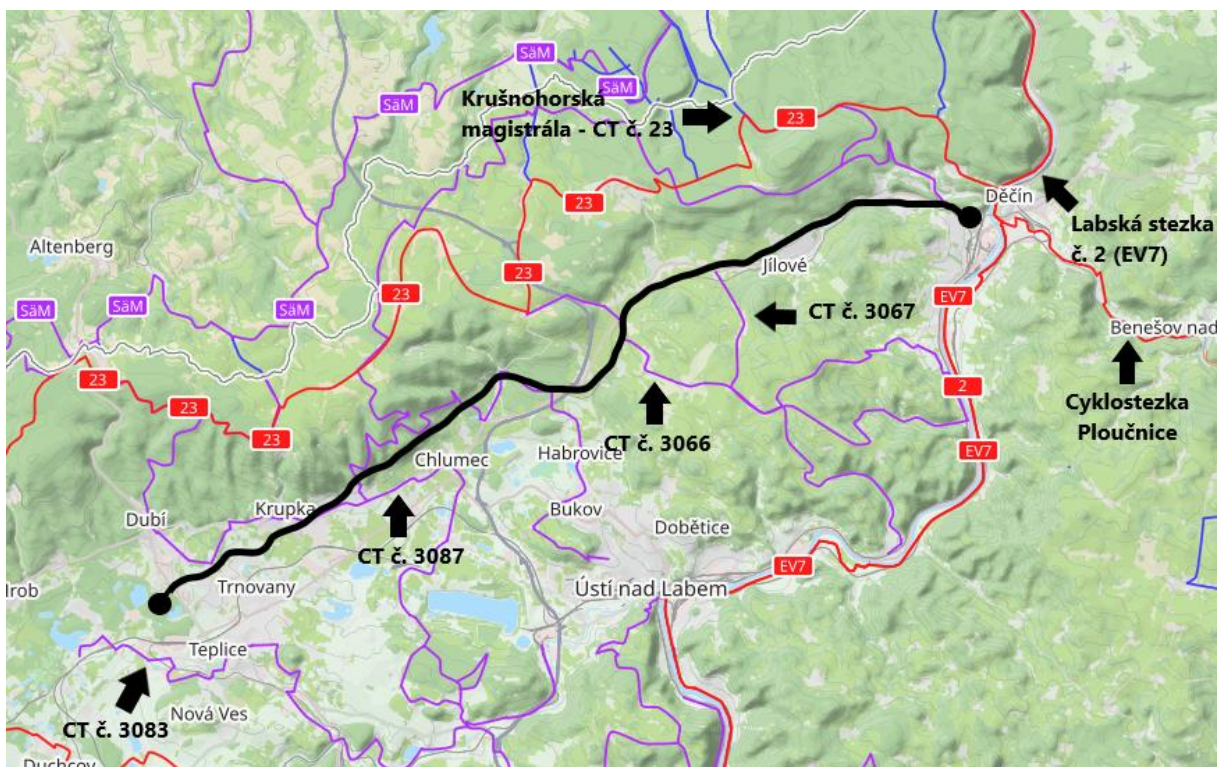 SäM
SäM
SäM
Krušnohorská
magistrála - CT č. 23
23
23
Děčín
Labská stezka
č. 2 (EV7)
Altenberg
Jílové
23
23
SäM
SäM
SäM
EV7
CT č. 3067
Benešov nad
23
23
23
2
Cyklostezka
Ploučnice
CT č. 3066
Habrovice
Chlumec
EV7
Krupka
Bukov
Dubí
Dobětice
CT č. 3087
EV7
Trnovany
Ústí nad Labem
Teplice
Nová Ves
CT č. 3083